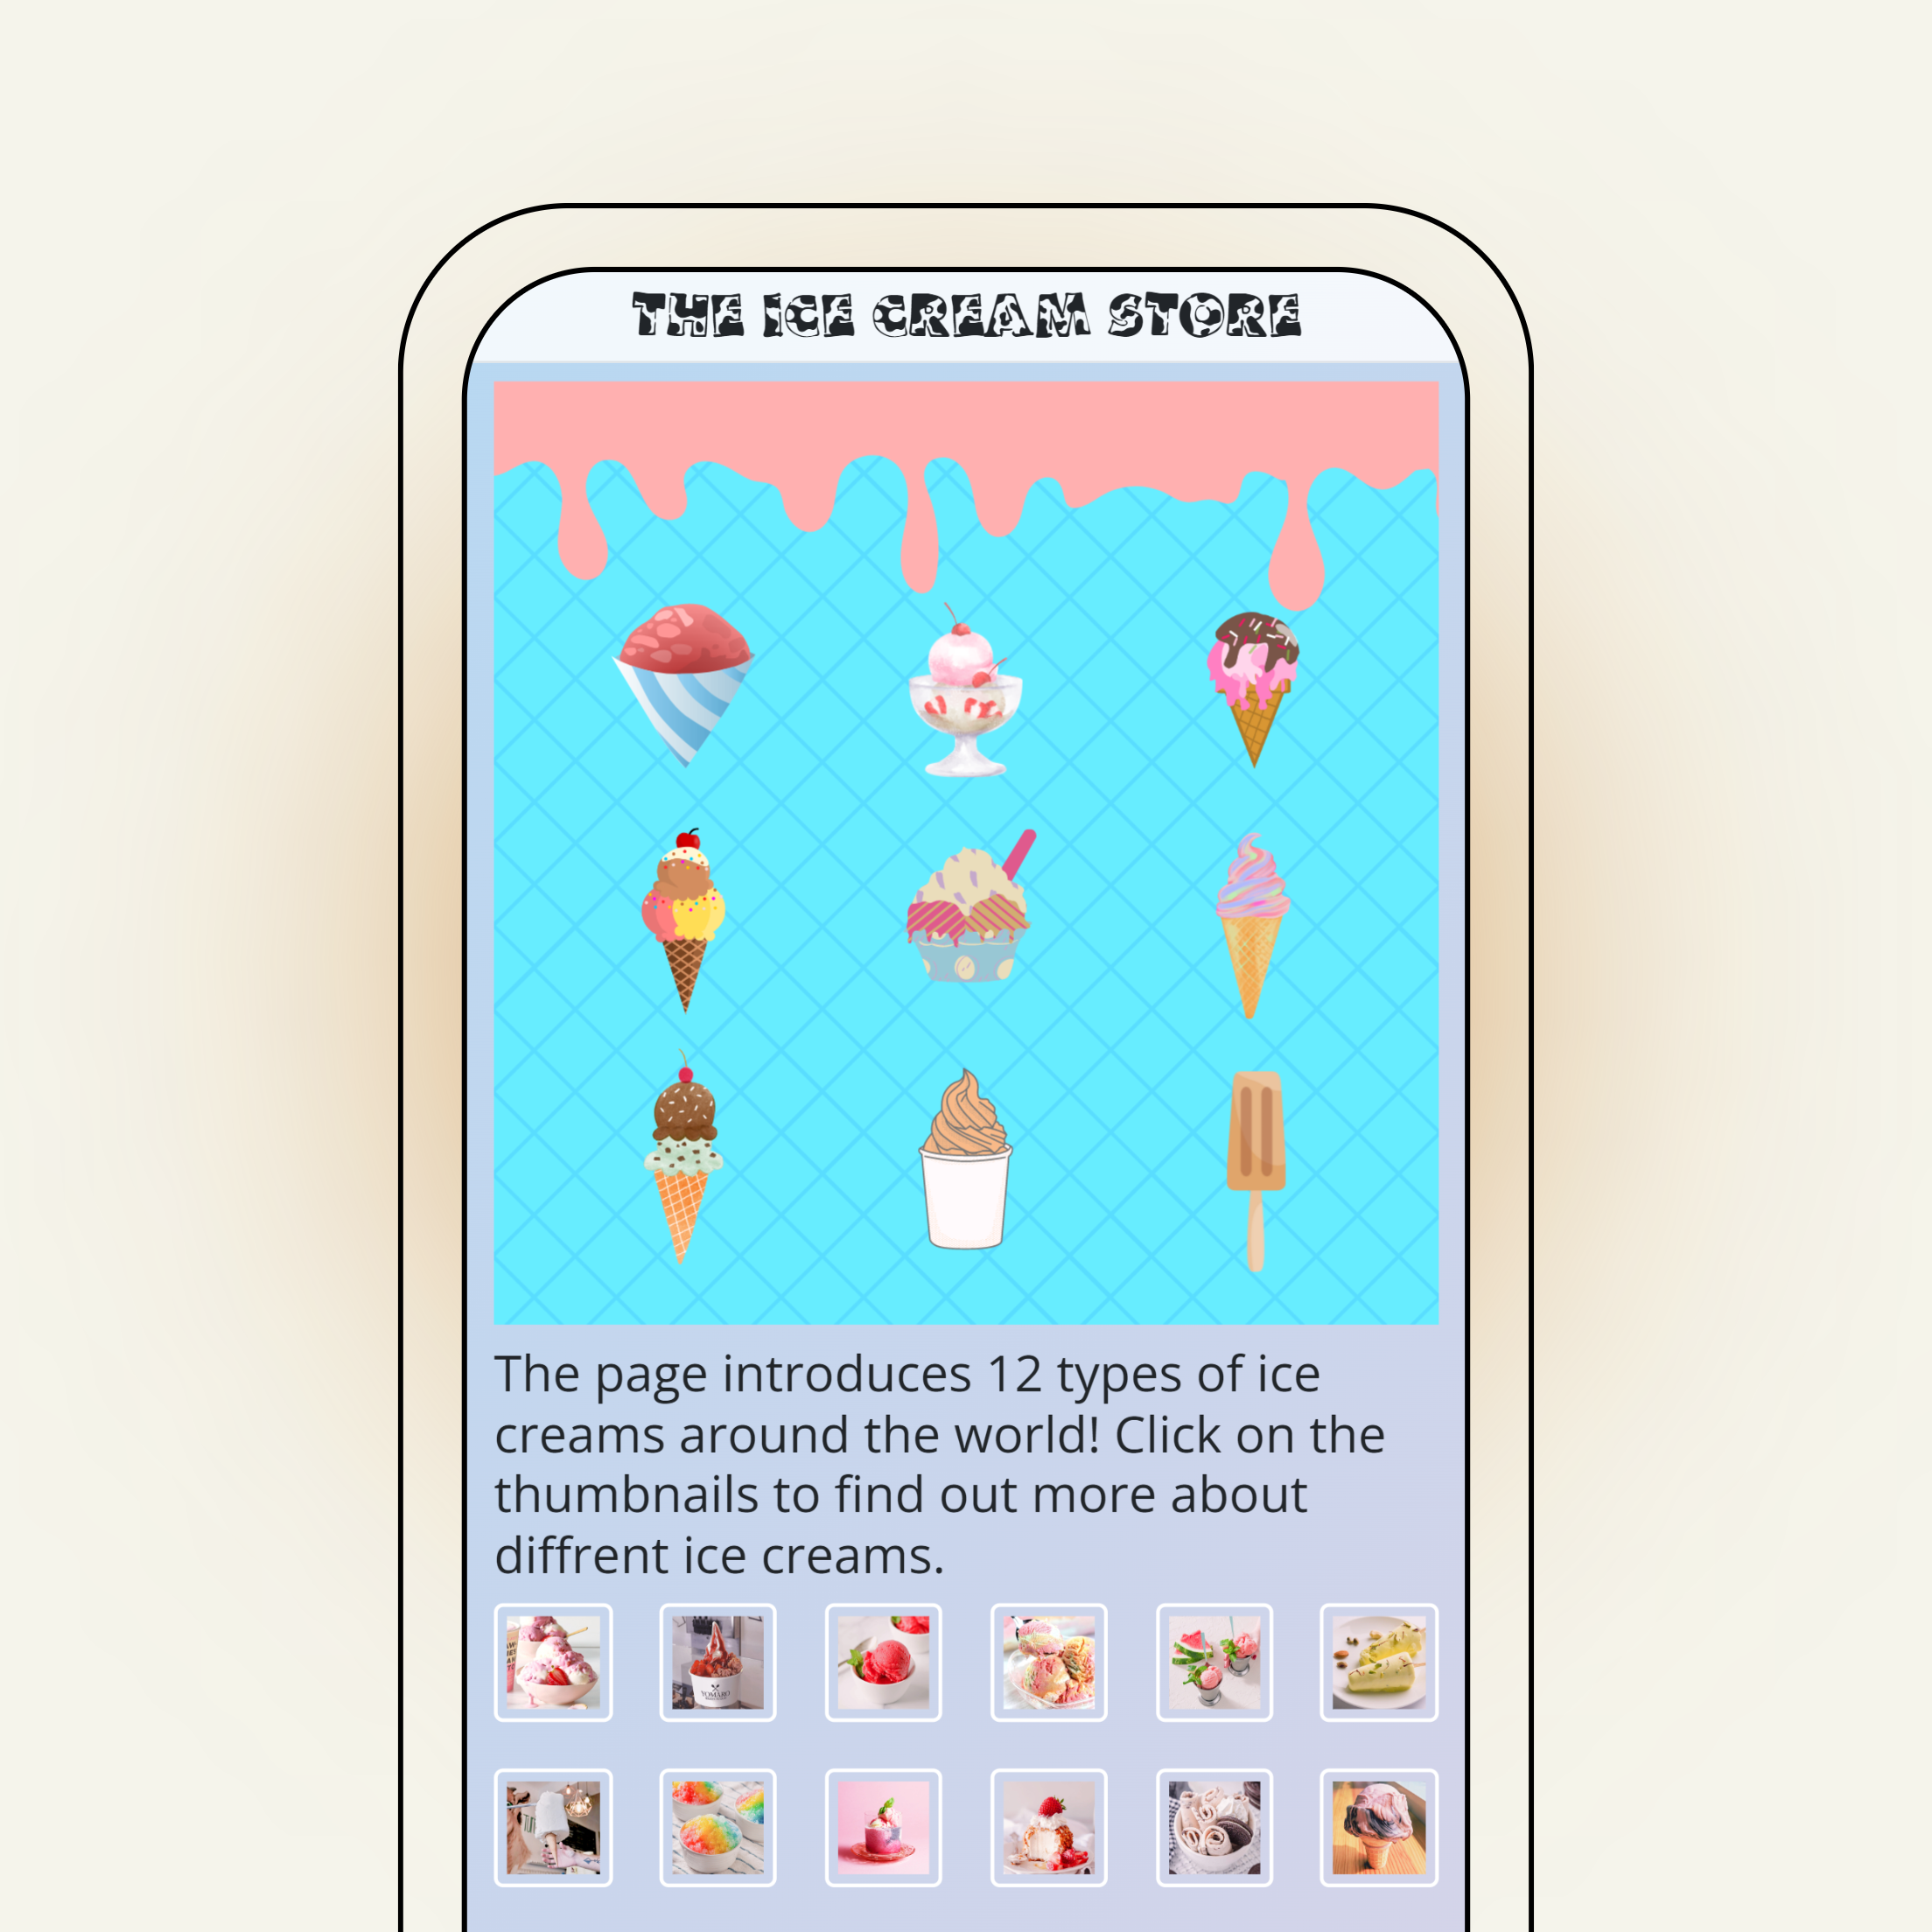 THE ICE CREAM STORE
The page introduces 12 types of ice
creams around the world! Click on the
thumbnails to find out more about
diffrent ice creams.
YOMARO